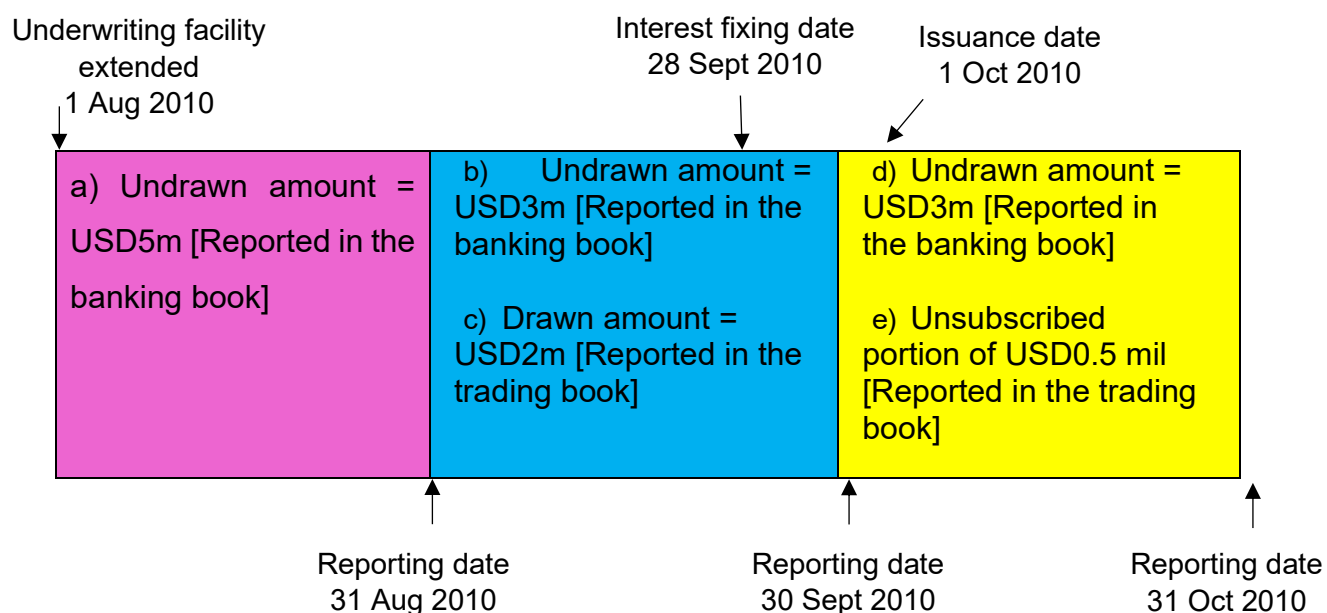 Underwriting facility
extended
1 Aug 2010
Interest fixing date
28 Sept 2010
Issuance date
1 Oct 2010
a) Undrawn amount =
USD5m [Reported in the
banking book]
b) Undrawn amount =
USD3m [Reported in the
banking book]
c) Drawn amount =
USD2m [Reported in the
trading book]
d) Undrawn amount =
USD3m [Reported in
the banking book]
e) Unsubscribed
portion of USD0.5 mil
[Reported in the trading
book]
Reporting date
31 Aug 2010
Reporting date
30 Sept 2010
Reporting date
31 Oct 2010